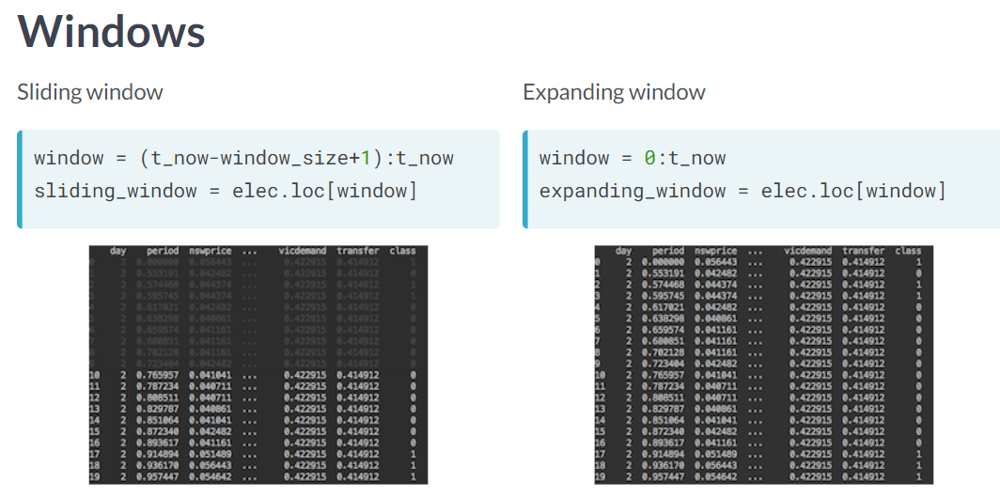 Windows
Sliding window
window = (t_now-window_size+1):t_now
sliding_window = elec.loc[window]
day period nswprice ... vicdemand transfer class
0 2 0.000000 0.056443 ... 0.422915 0.414912 1
1 2 0.553191 0.042482 ... 0.422915 0.414912 0
2 2 0.574468 0.044374 ... 0.422915 0.414912 1
3 2 0.595745 0.044374 ... 0.422915 0.414912 1
4 2 0.617021 0.042482 ... 0.422915 0.414912 0
5 2 0.638298 0.040861 ... 0.422915 0.414912 0
6 2 0.659574 0.041161 ... 0.422915 0.414912 0
7 2 0.680851 0.041161 ... 0.422915 0.414912 0
8 2 0.702128 0.041161 ... 0.422915 0.414912 0
9 2 0.723404 0.042482 ... 0.422915 0.414912 0
10 2 0.765957 0.041041 ... 0.422915 0.414912 0
11 2 0.787234 0.040711 ... 0.422915 0.414912 0
12 2 0.808511 0.040711 ... 0.422915 0.414912 0
13 2 0.829787 0.040861 ... 0.422915 0.414912 0
14 2 0.851064 0.041041 ... 0.422915 0.414912 0
15 2 0.872340 0.042482 ... 0.422915 0.414912 0
16 2 0.893617 0.041161 ... 0.422915 0.414912 0
17 2 0.914894 0.051489 ... 0.422915 0.414912 1
18 2 0.936170 0.056443 ... 0.422915 0.414912 1
19 2 0.957447 0.054642 ... 0.422915 0.414912 1
Expanding window
window = 0:t_now
expanding_window = elec.loc[window]
day period nswprice ... vicdemand transfer class
0 2 0.000000 0.056443 ... 0.422915 0.414912 1
1 2 0.553191 0.042482 ... 0.422915 0.414912 0
2 2 0.574468 0.044374 ... 0.422915 0.414912 1
3 2 0.595745 0.044374 ... 0.422915 0.414912 1
4 2 0.617021 0.042482 ... 0.422915 0.414912 0
5 2 0.638298 0.040861 ... 0.422915 0.414912 0
6 2 0.659574 0.041161 ... 0.422915 0.414912 0
7 2 0.680851 0.041161 ... 0.422915 0.414912 0
8 2 0.702128 0.041161 ... 0.422915 0.414912 0
9 2 0.723404 0.042482 ... 0.422915 0.414912 0
10 2 0.765957 0.041041 ... 0.422915 0.414912 0
11 2 0.787234 0.040711 ... 0.422915 0.414912 0
12 2 0.808511 0.040711 ... 0.422915 0.414912 0
13 2 0.829787 0.040861 ... 0.422915 0.414912 0
14 2 0.851064 0.041041 ... 0.422915 0.414912 0
15 2 0.872340 0.042482 ... 0.422915 0.414912 0
16 2 0.893617 0.041161 ... 0.422915 0.414912 0
17 2 0.914894 0.051489 ... 0.422915 0.414912 1
18 2 0.936170 0.056443 ... 0.422915 0.414912 1
19 2 0.957447 0.054642 ... 0.422915 0.414912 1